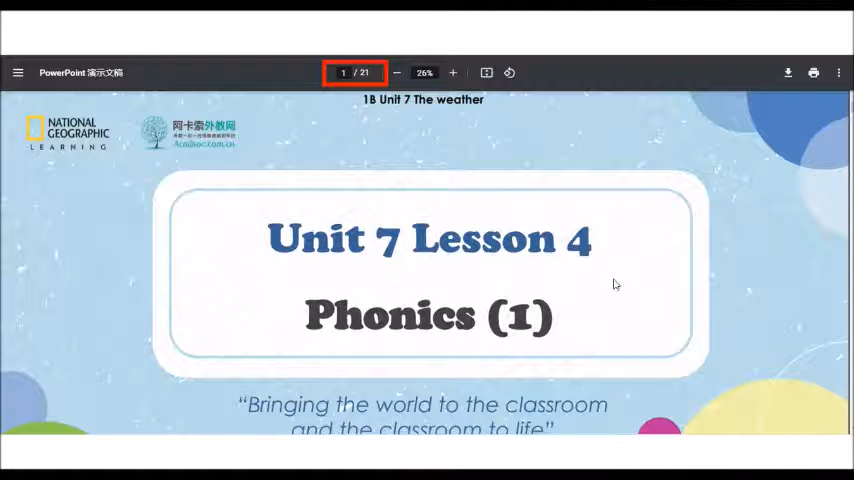 PowerPoint 演示文稿
1 / 21
26%
1B Unit 7 The weather
NATIONAL
GEOGRAPHIC
LEARNING
阿卡索外教网
Acadsoc.com.cn
Unit 7 Lesson 4
Phonics (1)
“Bringing the world to the classroom
and the classroom to life”